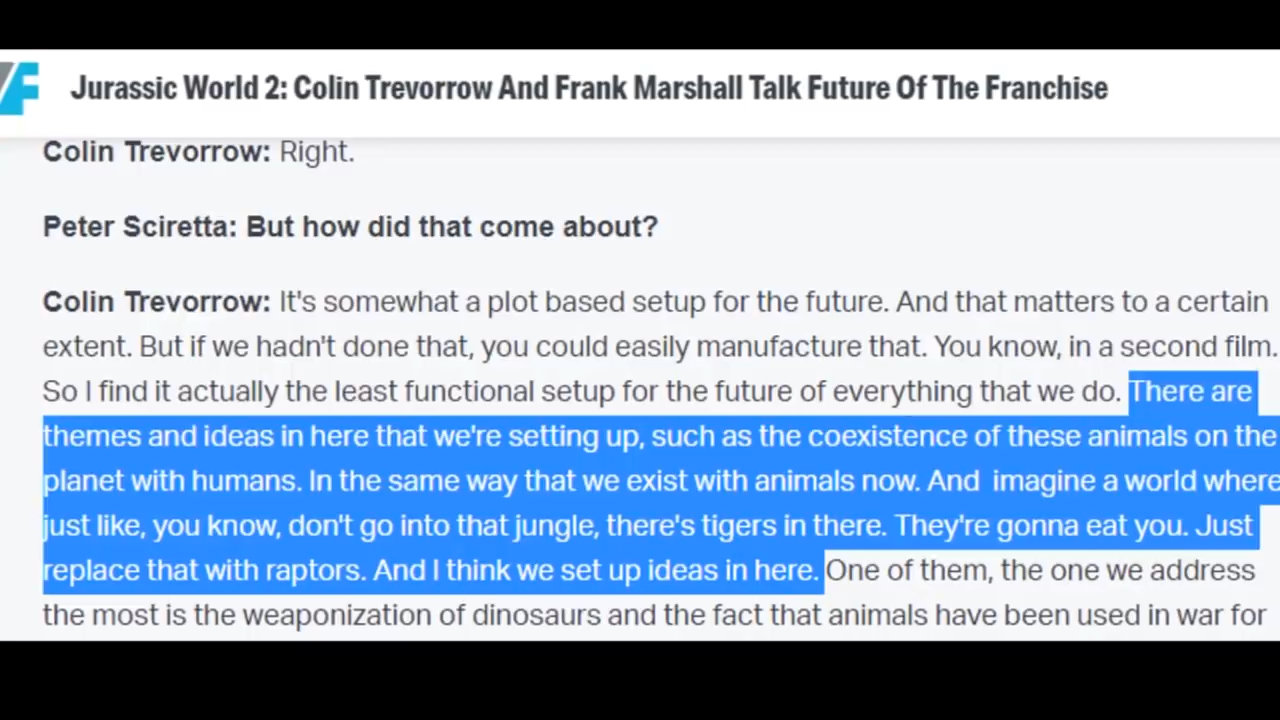 /F
Jurassic World 2: Colin Trevorrow And Frank Marshall Talk Future Of The Franchise
Colin Trevorrow: Right.
Peter Sciretta: But how did that come about?
Colin Trevorrow: It's somewhat a plot based setup for the future. And that matters to a certain
extent. But if we hadn't done that, you could easily manufacture that. You know, in a second film.
So I find it actually the least functional setup for the future of everything that we do. There are
themes and ideas in here that we're setting up, such as the coexistence of these animals on the
planet with humans. In the same way that we exist with animals now. And imagine a world where
just like, you know, don't go into that jungle, there's tigers in there. They're gonna eat you. Just
replace that with raptors. And I think we set up ideas in here. One of them, the one we address
the most is the weaponization of dinosaurs and the fact that animals have been used in war for